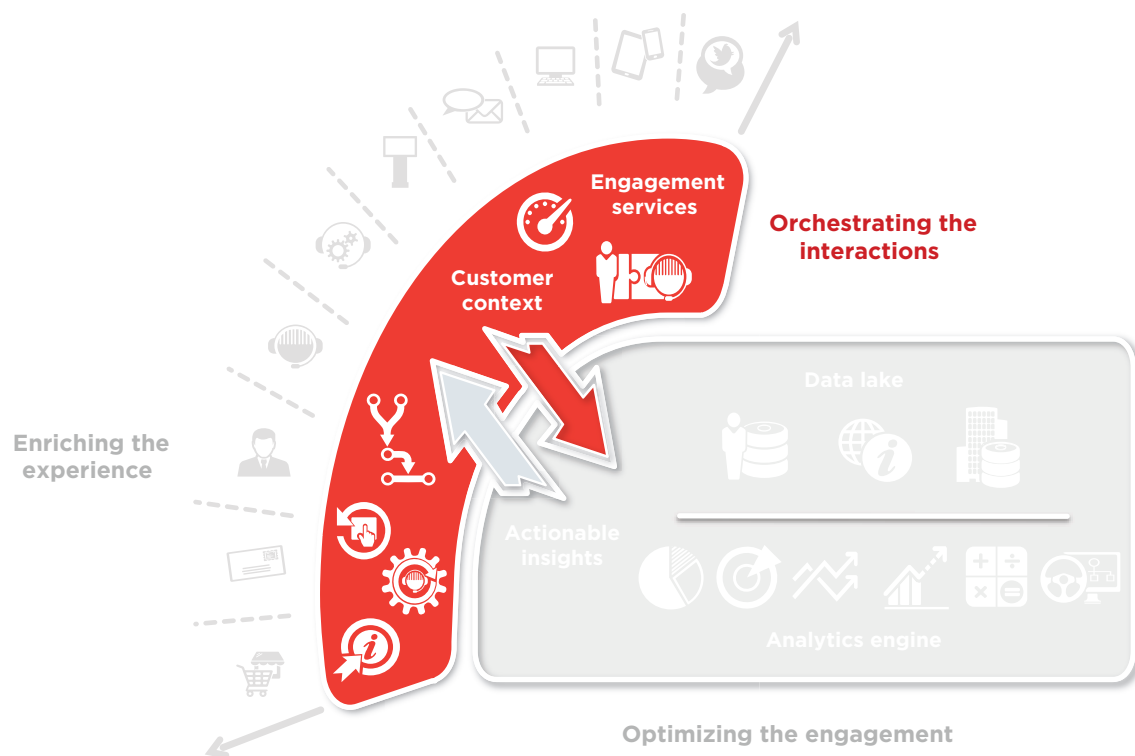 Engagement
services
Orchestrating the
interactions
Customer
context
Data lake
Enriching the
experience
Actionable
insights
Analytics engine
Optimizing the engagement